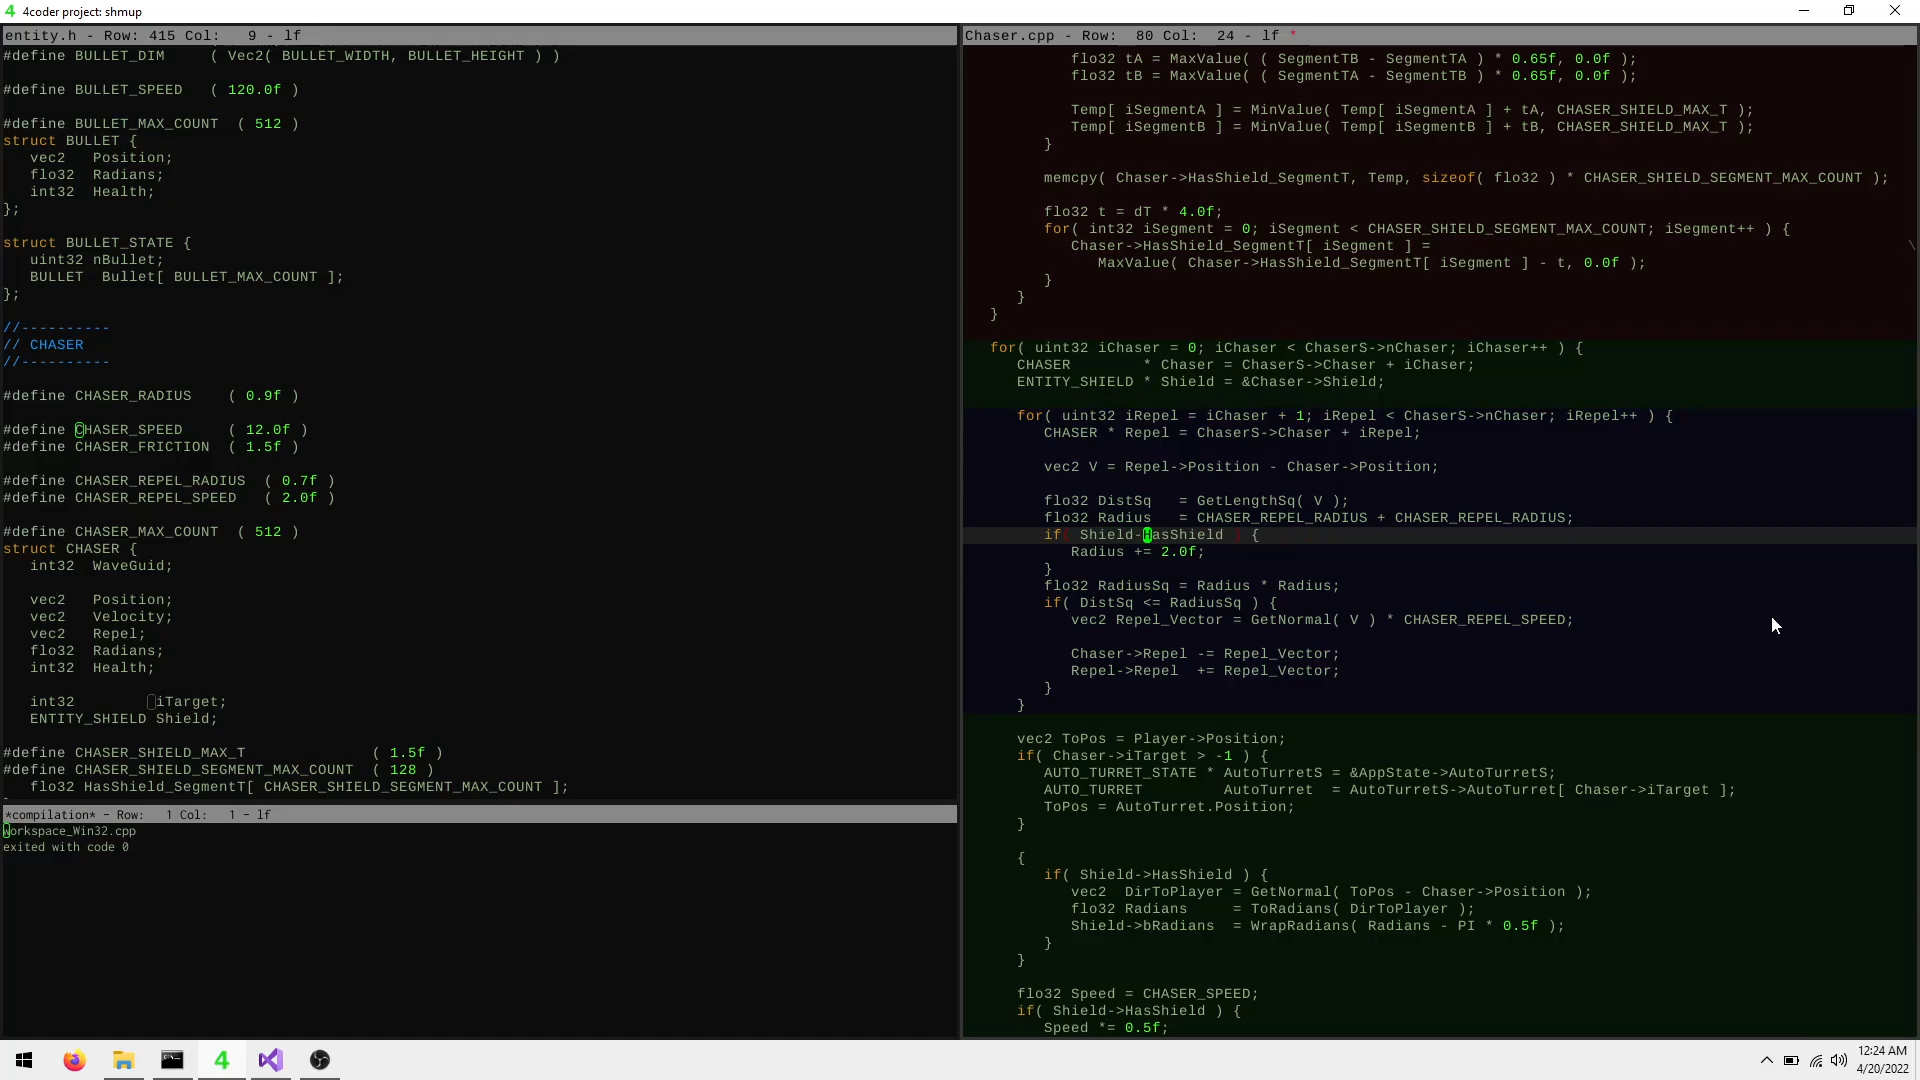 4 4coder project: shmup
entity.h - Row: 415 Col:   9 - lf
#define BULLET_DIM     ( Vec2( BULLET_WIDTH, BULLET_HEIGHT ) )
#define BULLET_SPEED   ( 120.0f )
#define BULLET_MAX_COUNT  ( 512 )
struct BULLET {
   vec2   Position;
   flo32  Radians;
   int32  Health;
};
struct BULLET_STATE {
   uint32 nBullet;
   BULLET  Bullet[ BULLET_MAX_COUNT ];
};
//----------
// CHASER
//----------
#define CHASER_RADIUS    ( 0.9f )
#define CHASER_SPEED     ( 12.0f )
#define CHASER_FRICTION  ( 1.5f )
#define CHASER_REPEL_RADIUS  ( 0.7f )
#define CHASER_REPEL_SPEED   ( 2.0f )
#define CHASER_MAX_COUNT  ( 512 )
struct CHASER {
   int32  WaveGuid;
   vec2   Position;
   vec2   Velocity;
   vec2   Repel;
   flo32  Radians;
   int32  Health;
   int32         iTarget;
   ENTITY_SHIELD Shield;
#define CHASER_SHIELD_MAX_T              ( 1.5f )
#define CHASER_SHIELD_SEGMENT_MAX_COUNT  ( 128 )
   flo32 HasShield_SegmentT[ CHASER_SHIELD_SEGMENT_MAX_COUNT ];
*compilation* - Row:   1 Col:   1 - lf
workspace_Win32.cpp
exited with code 0
Chaser.cpp - Row:  80 Col:  24 - lf *
flo32 tA = MaxValue( ( SegmentTB - SegmentTA ) * 0.65f, 0.0f );
flo32 tB = MaxValue( ( SegmentTA - SegmentTB ) * 0.65f, 0.0f );
Temp[ iSegmentA ] = MinValue( Temp[ iSegmentA ] + tA, CHASER_SHIELD_MAX_T );
Temp[ iSegmentB ] = MinValue( Temp[ iSegmentB ] + tB, CHASER_SHIELD_MAX_T );
}
memcpy( Chaser->HasShield_SegmentT, Temp, sizeof( flo32 ) * CHASER_SHIELD_SEGMENT_MAX_COUNT );
flo32 t = dT * 4.0f;
for( int32 iSegment = 0; iSegment < CHASER_SHIELD_SEGMENT_MAX_COUNT; iSegment++ ) {
Chaser->HasShield_SegmentT[ iSegment ] = \
MaxValue( Chaser->HasShield_SegmentT[ iSegment ] - t, 0.0f );
}
}
}
for( uint32 iChaser = 0; iChaser < ChaserS->nChaser; iChaser++ ) {
CHASER        * Chaser = ChaserS->Chaser + iChaser;
ENTITY_SHIELD * Shield = &Chaser->Shield;
for( uint32 iRepel = iChaser + 1; iRepel < ChaserS->nChaser; iRepel++ ) {
CHASER * Repel = ChaserS->Chaser + iRepel;
vec2 V = Repel->Position - Chaser->Position;
flo32 DistSq   = GetLengthSq( V );
flo32 Radius   = CHASER_REPEL_RADIUS + CHASER_REPEL_RADIUS;
if( Shield-HasShield ) {
Radius += 2.0f;
}
flo32 RadiusSq = Radius * Radius;
if( DistSq <= RadiusSq ) {
vec2 Repel_Vector = GetNormal( V ) * CHASER_REPEL_SPEED;
Chaser->Repel -= Repel_Vector;
Repel->Repel  += Repel_Vector;
}
}
vec2 ToPos = Player->Position;
if( Chaser->iTarget > -1 ) {
AUTO_TURRET_STATE * AutoTurretS = &AppState->AutoTurretS;
AUTO_TURRET         AutoTurret  = AutoTurretS->AutoTurret[ Chaser->iTarget ];
ToPos = AutoTurret.Position;
}
{
if( Shield->HasShield ) {
vec2  DirToPlayer = GetNormal( ToPos - Chaser->Position );
flo32 Radians     = ToRadians( DirToPlayer );
Shield->bRadians  = WrapRadians( Radians - PI * 0.5f );
}
}
flo32 Speed = CHASER_SPEED;
if( Shield->HasShield ) {
Speed *= 0.5f;
4
12:24 AM
4/20/2022